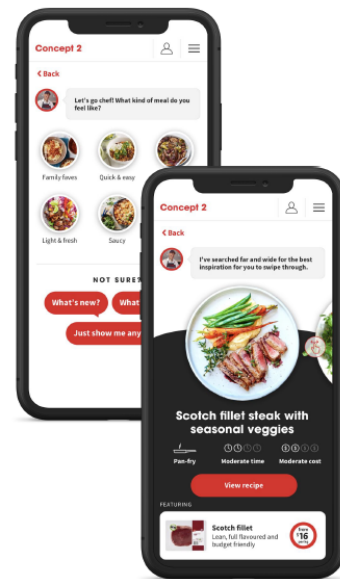 Concept 2
Back
Let's go chef! What kind of meal do you
feel like?
Family faves
Quick & easy
Light & fresh
Saucy
NOT SURE?
What's new?
What
Just show me any
Concept 2
Back
I've searched far and wide for the best
inspiration for you to swipe through.
Scotch fillet steak with
seasonal veggies
Pan-fry
Moderate time
Moderate cost
View recipe
FEATURING
Scotch fillet
Lean, full flavoured and
budget friendly
$16